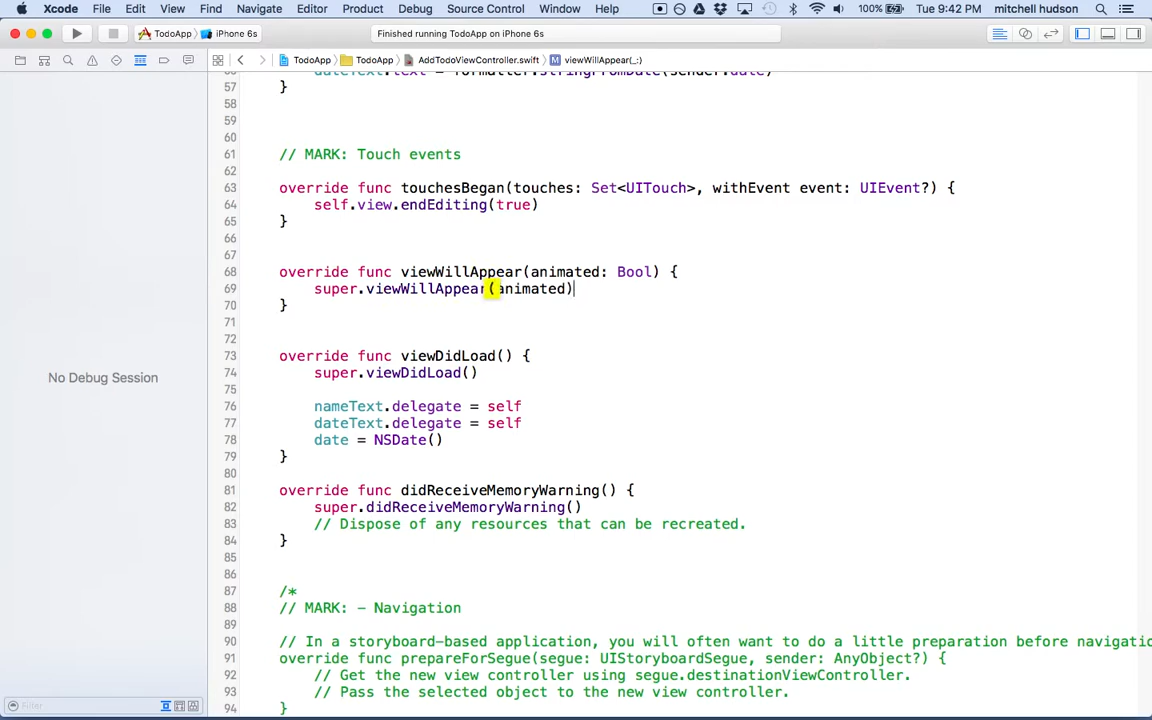 Xcode File Edit View Find Navigate Editor Product Debug Source Control Window Help 100% Tue 9:42 PM mitchell hudson
TodoApp iPhone 6s Finished running TodoApp on iPhone 6s
TodoApp TodoApp AddTodoViewController.swift M viewWillAppear(_:)
dateText.text = formatter.stringFromDate(sender.date)
57 }
58
59
60
61 // MARK: Touch events
62
63 override func touchesBegan(touches: Set<UITouch>, withEvent event: UIEvent?) {
64 self.view.endEditing(true)
65 }
66
67
68 override func viewWillAppear(animated: Bool) {
69 super.viewWillAppear(animated)
70 }
71
72
73 override func viewDidLoad() {
74 super.viewDidLoad()
75
76 nameText.delegate = self
77 dateText.delegate = self
78 date = NSDate()
79 }
80
81 override func didReceiveMemoryWarning() {
82 super.didReceiveMemoryWarning()
83 // Dispose of any resources that can be recreated.
84 }
85
86
87 /*
88 // MARK: - Navigation
89
90 // In a storyboard-based application, you will often want to do a little preparation before navigatio
91 override func prepareForSegue(segue: UIStoryboardSegue, sender: AnyObject?) {
92 // Get the new view controller using segue.destinationViewController.
93 // Pass the selected object to the new view controller.
94 }
No Debug Session
Filter